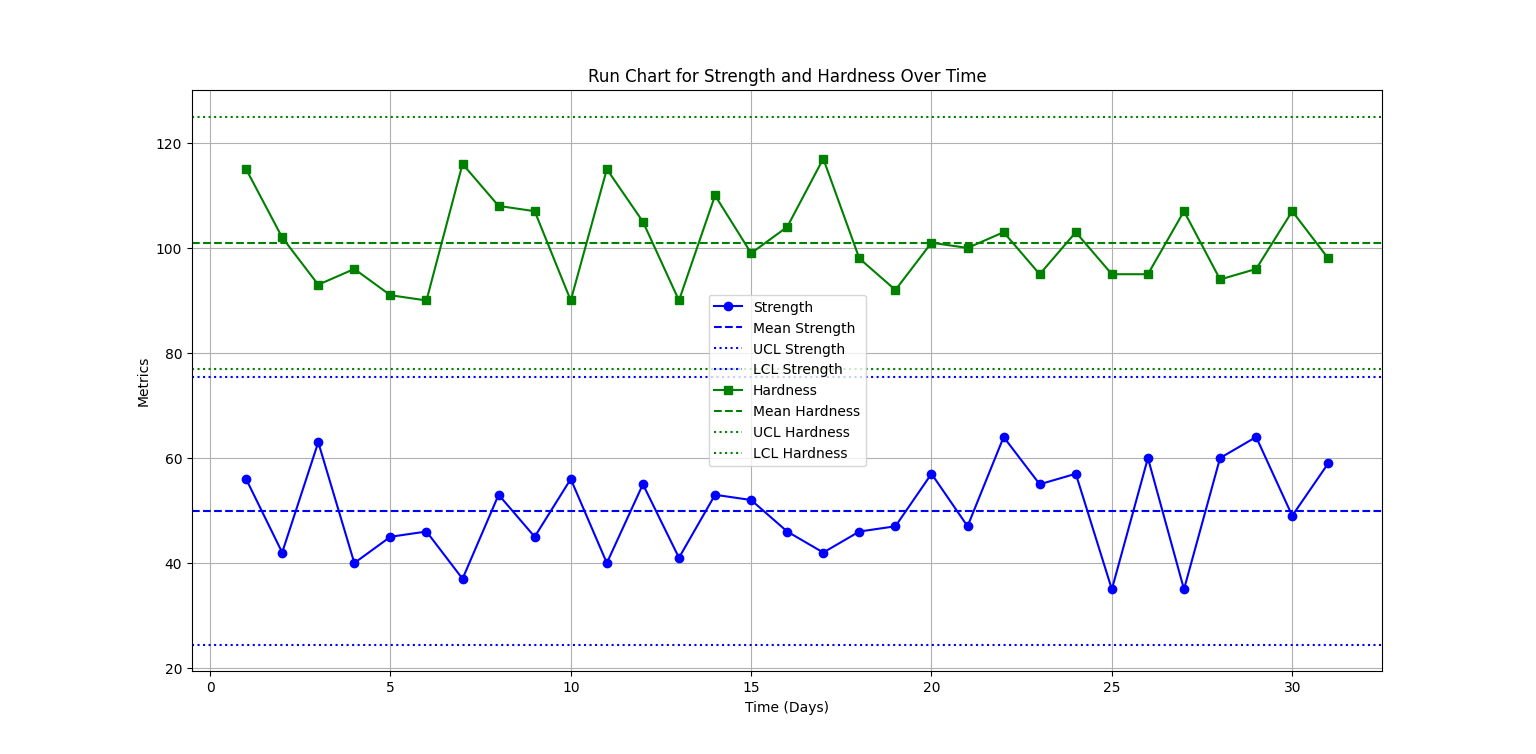 Run Chart for Strength and Hardness Over Time
120
100
80
60
40
20
Metrics
Strength
Mean Strength
UCL Strength
LCL Strength
Hardness
Mean Hardness
UCL Hardness
LCL Hardness
0 5 10 15 20 25 30
Time (Days)